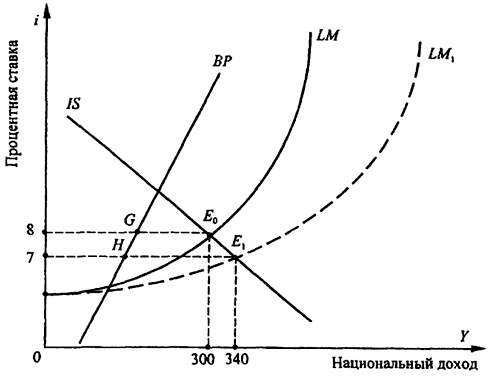 i
LM
BP
LM₁
IS
Процентная ставка
G
E₀
8
H
E₁
7
Y
0
300
340
Национальный доход